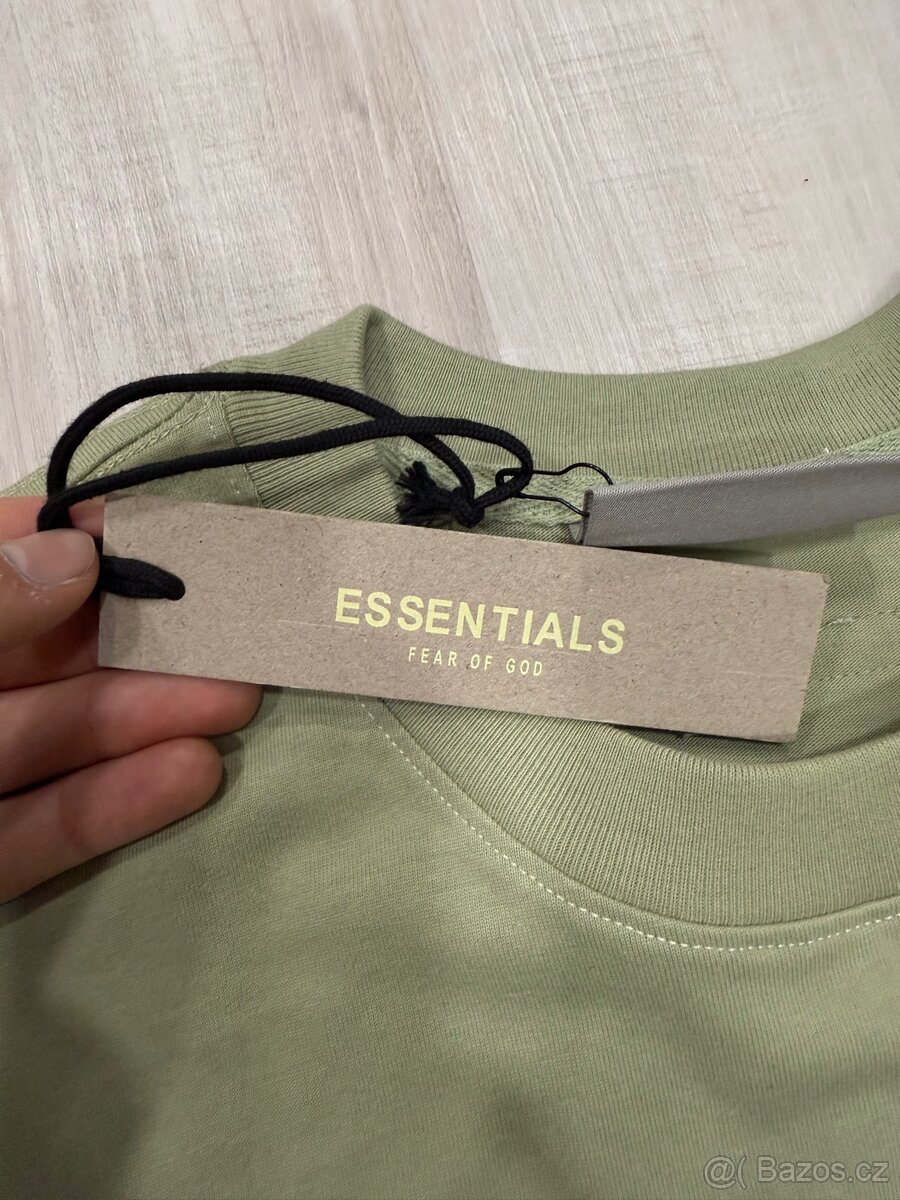 ESSENTIALS
FEAR OF GOD
@( Bazos.cz